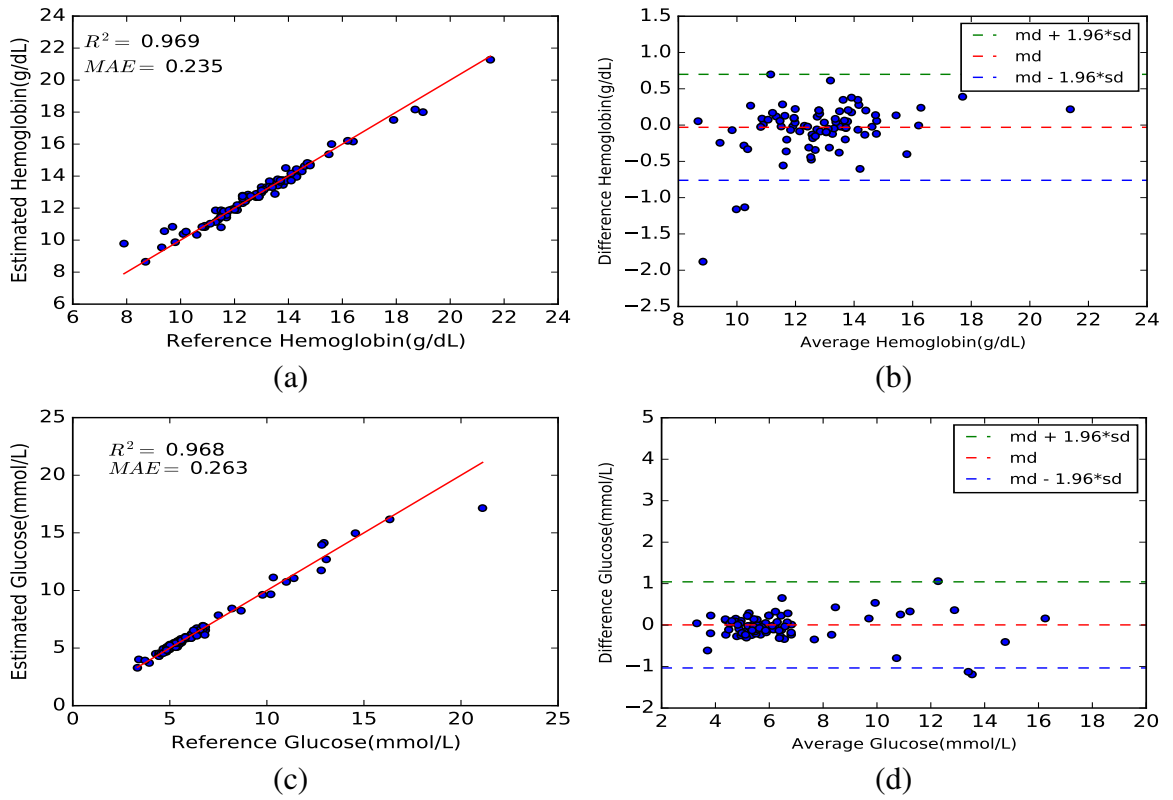 R² = 0.969
MAE = 0.235
Estimated Hemoglobin(g/dL)
24
22
20
18
16
14
12
10
8
6
6 8 10 12 14 16 18 20 22 24
Reference Hemoglobin(g/dL)
(a)
md + 1.96*sd
md
md - 1.96*sd
Difference Hemoglobin(g/dL)
1.5
1.0
0.5
0.0
−0.5
−1.0
−1.5
−2.0
−2.5
8 10 12 14 16 18 20 22 24
Average Hemoglobin(g/dL)
(b)
R² = 0.968
MAE = 0.263
Estimated Glucose(mmol/L)
25
20
15
10
5
0
0 5 10 15 20 25
Reference Glucose(mmol/L)
(c)
md + 1.96*sd
md
md - 1.96*sd
Difference Glucose(mmol/L)
5
4
3
2
1
0
−1
−2
2 4 6 8 10 12 14 16 18 20
Average Glucose(mmol/L)
(d)